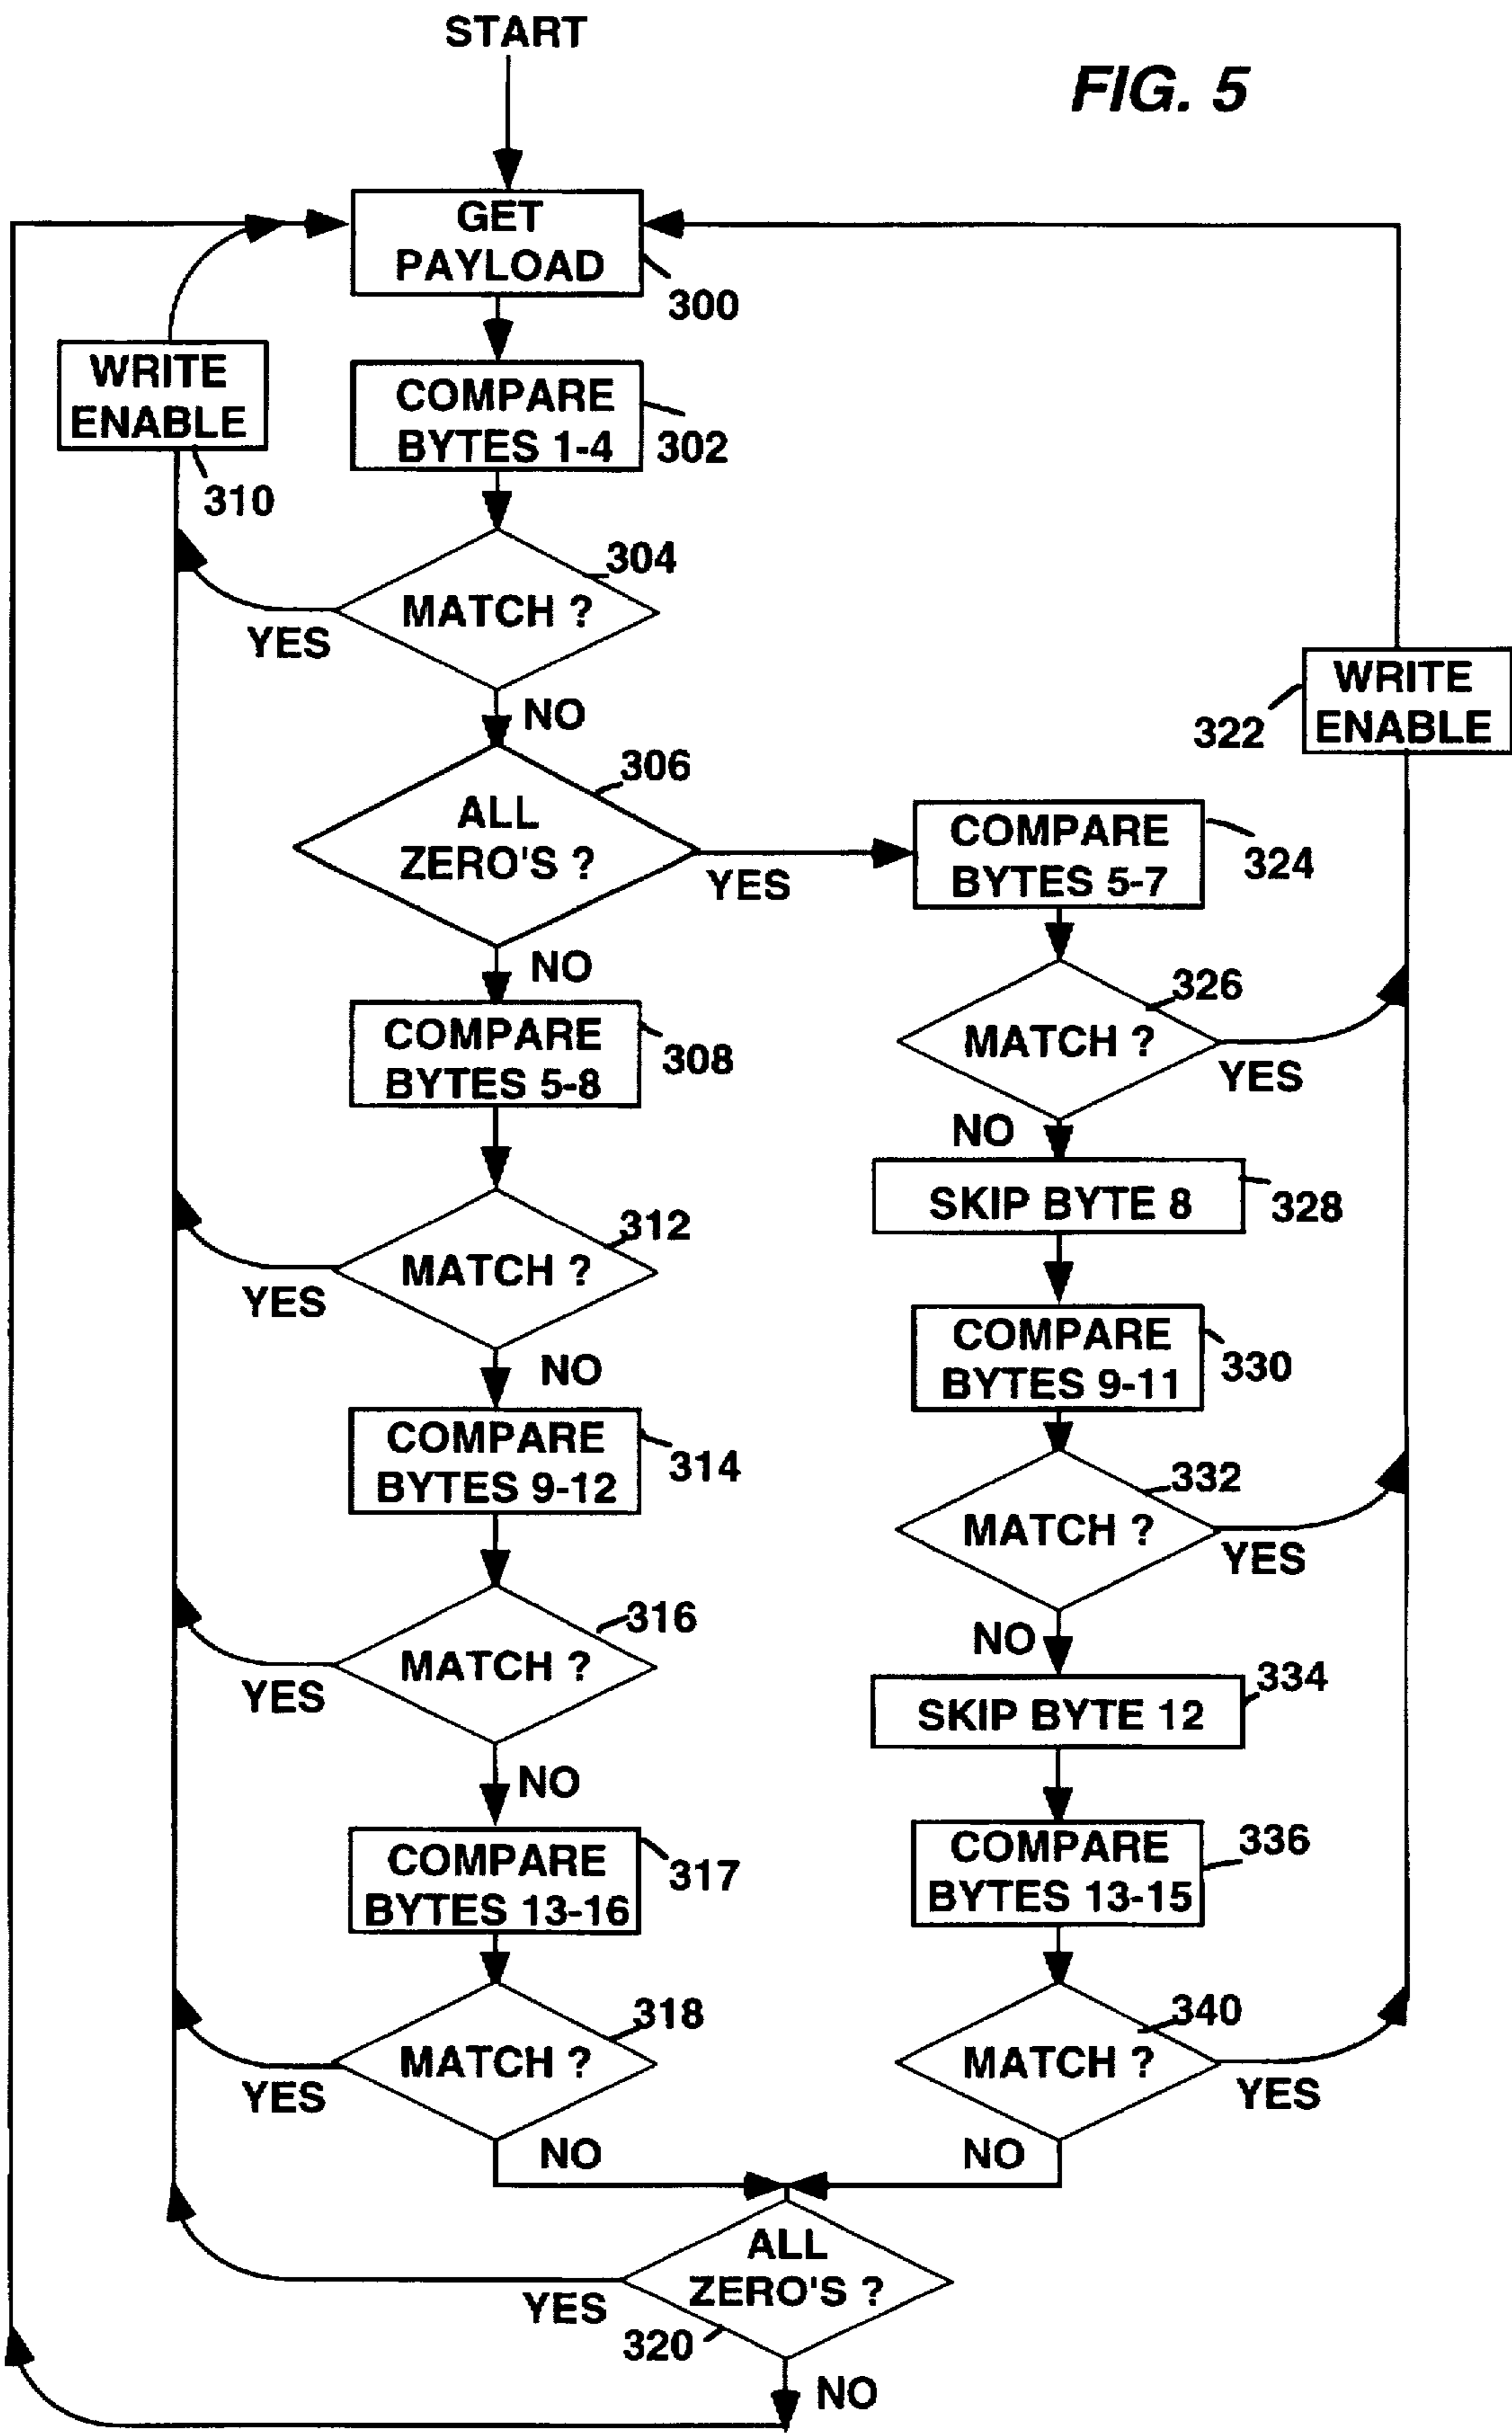 START
FIG. 5
GET
PAYLOAD
300
WRITE
ENABLE
310
COMPARE
BYTES 1-4
302
304
MATCH ?
YES
NO
306
ALL
ZERO'S ?
YES
NO
COMPARE
BYTES 5-8
308
312
MATCH ?
YES
NO
COMPARE
BYTES 9-12
314
316
MATCH ?
YES
NO
COMPARE
BYTES 13-16
317
318
MATCH ?
YES
NO
WRITE
ENABLE
322
COMPARE
BYTES 5-7
324
326
MATCH ?
YES
NO
SKIP BYTE 8
328
COMPARE
BYTES 9-11
330
332
MATCH ?
YES
NO
SKIP BYTE 12
334
COMPARE
BYTES 13-15
336
340
MATCH ?
YES
NO
ALL
ZERO'S ?
YES
320
NO